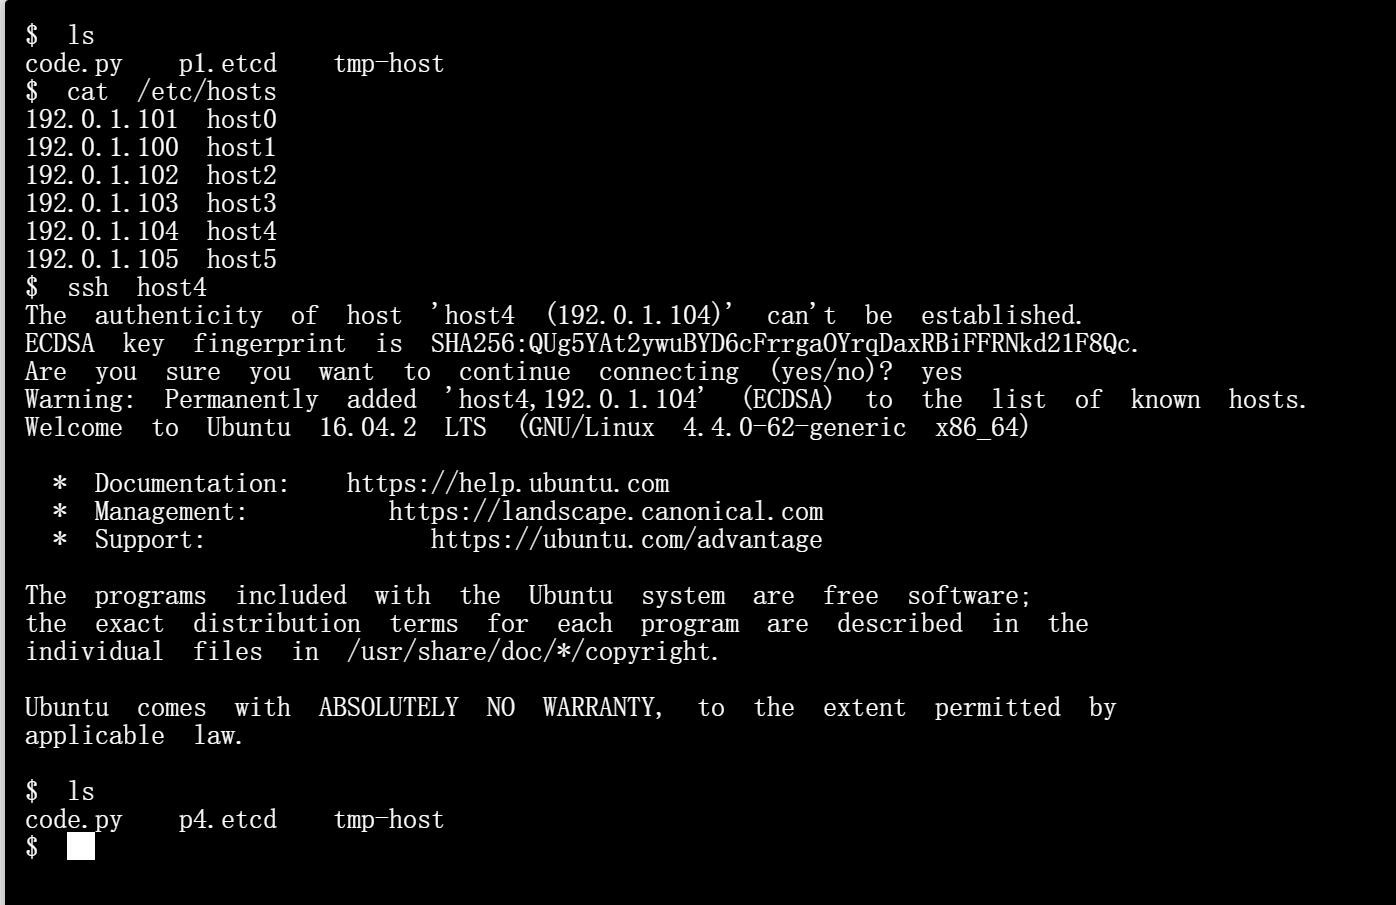 $ ls
code.py p1.etcd tmp-host
$ cat /etc/hosts
192.0.1.101 host0
192.0.1.100 host1
192.0.1.102 host2
192.0.1.103 host3
192.0.1.104 host4
192.0.1.105 host5
$ ssh host4
The authenticity of host 'host4 (192.0.1.104)' can't be established.
ECDSA key fingerprint is SHA256:QUg5YAt2ywuBYD6cFrrgaOYrqDaxRBiFFRNkd21F8Qc.
Are you sure you want to continue connecting (yes/no)? yes
Warning: Permanently added 'host4,192.0.1.104' (ECDSA) to the list of known hosts.
Welcome to Ubuntu 16.04.2 LTS (GNU/Linux 4.4.0-62-generic x86_64)
* Documentation: https://help.ubuntu.com
* Management: https://landscape.canonical.com
* Support: https://ubuntu.com/advantage
The programs included with the Ubuntu system are free software;
the exact distribution terms for each program are described in the
individual files in /usr/share/doc/*/copyright.
Ubuntu comes with ABSOLUTELY NO WARRANTY, to the extent permitted by
applicable law.
$ ls
code.py p4.etcd tmp-host
$